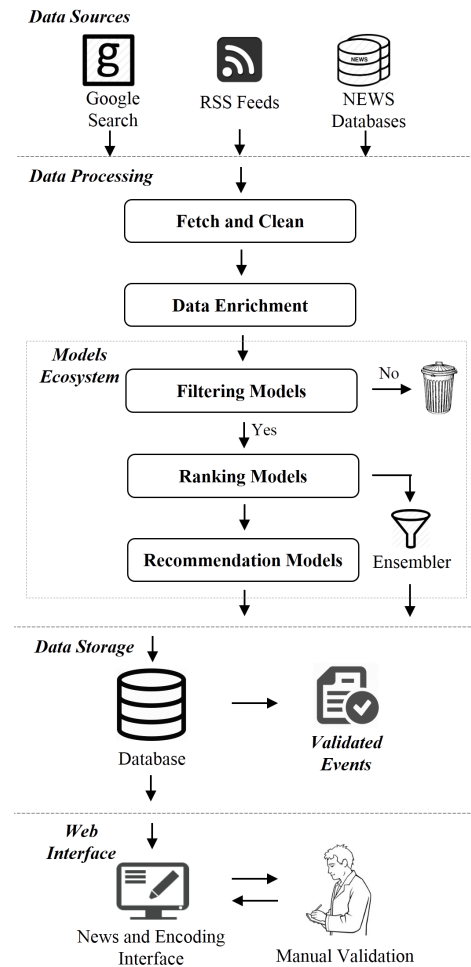 Data Sources
g
Google
Search
RSS Feeds
NEWS
NEWS
Databases
Data Processing
Fetch and Clean
Data Enrichment
Models
Ecosystem
Filtering Models
No
Yes
Ranking Models
Recommendation Models
Ensembler
Data Storage
Database
Validated
Events
Web
Interface
News and Encoding
Interface
Manual Validation